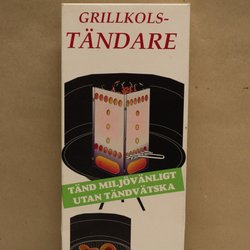 GRILLKOLS-
TÄNDARE
TÄND MILJÖVÄNLIGT
UTAN TÄNDVÄTSKA